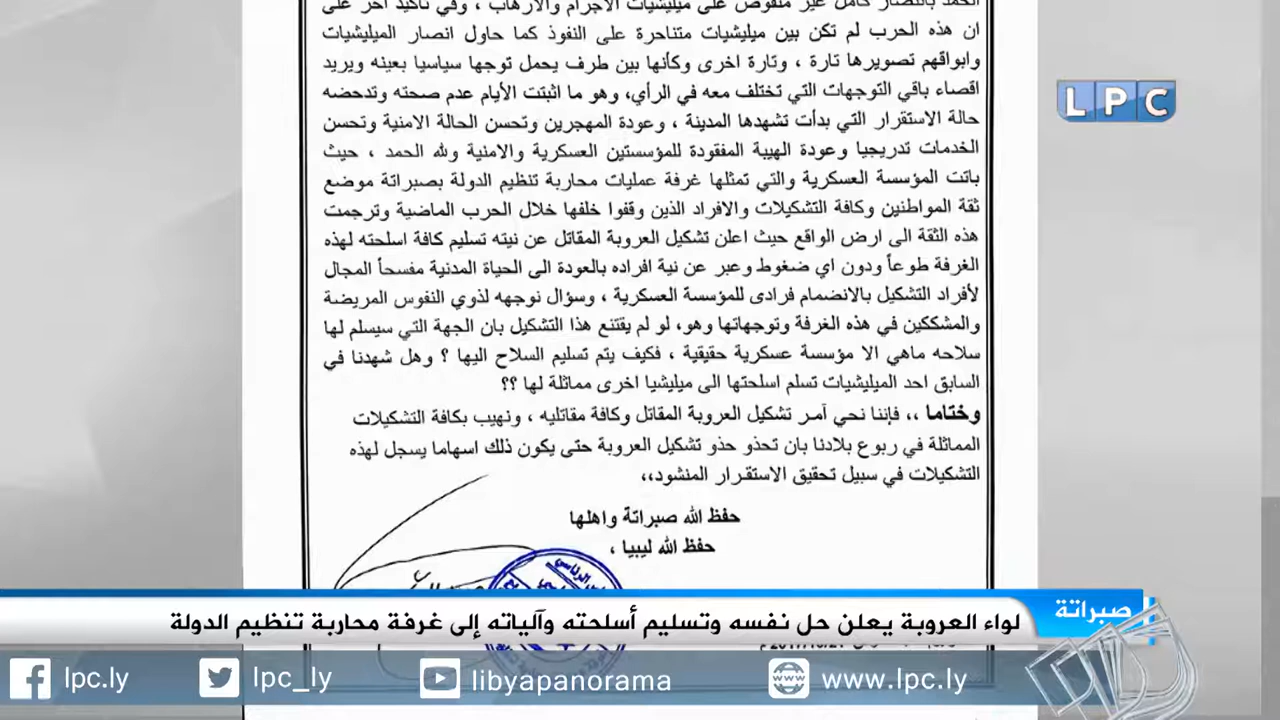 الحمد بانتصار كامل غير منقوص على ميليشيات الاجرام والارهاب ، وفي تأكيد آخر على
ان هذه الحرب لم تكن بين ميليشيات متناحرة على النفوذ كما حاول انصار الميليشيات
وابواقهم تصويرها تارة ، وتارة اخرى وكأنها بين طرف يحمل توجها سياسيا بعينه ويريد
اقصاء باقي التوجهات التي تختلف معه في الرأي، وهو ما اثبتت الأيام عدم صحته وتدحضه
حالة الاستقرار التي بدأت تشهدها المدينة ، وعودة المهجرين وتحسن الحالة الامنية وتحسن
الخدمات تدريجيا وعودة الهيبة المفقودة للمؤسستين العسكرية والامنية ولله الحمد ، حيث
باتت المؤسسة العسكرية والتي تمثلها غرفة عمليات محاربة تنظيم الدولة بصبراتة موضع
ثقة المواطنين وكافة التشكيلات والافراد الذين وقفوا خلفها خلال الحرب الماضية وترجمت
هذه الثقة الى ارض الواقع حيث اعلن تشكيل العروبة المقاتل عن نيته تسليم كافة اسلحته لهذه
الغرفة طوعاً ودون اي ضغوط وعبر عن نية افراده بالعودة الى الحياة المدنية مفسحاً المجال
لأفراد التشكيل بالانضمام فرادى للمؤسسة العسكرية ، وسؤال نوجهه لذوي النفوس المريضة
والمشككين في هذه الغرفة وتوجهاتها وهو، لو لم يقتنع هذا التشكيل بان الجهة التي سيسلم لها
سلاحه ماهي الا مؤسسة عسكرية حقيقية ، فكيف يتم تسليم السلاح اليها ؟ وهل شهدنا في
السابق احد الميليشيات تسلم اسلحتها الى ميليشيا اخرى مماثلة لها ؟؟
وختاما ،، فإننا نحي آمر تشكيل العروبة المقاتل وكافة مقاتليه ، ونهيب بكافة التشكيلات
المماثلة في ربوع بلادنا بان تحذو حذو تشكيل العروبة حتى يكون ذلك اسهاما يسجل لهذه
التشكيلات في سبيل تحقيق الاستقرار المنشود،،
حفظ الله صبراتة واهلها
حفظ الله ليبيا ،
LPC
صبراتة
لواء العروبة يعلن حل نفسه وتسليم أسلحته وآلياته إلى غرفة محاربة تنظيم الدولة
lpc.ly
lpc_ly
libyapanorama
www.lpc.ly